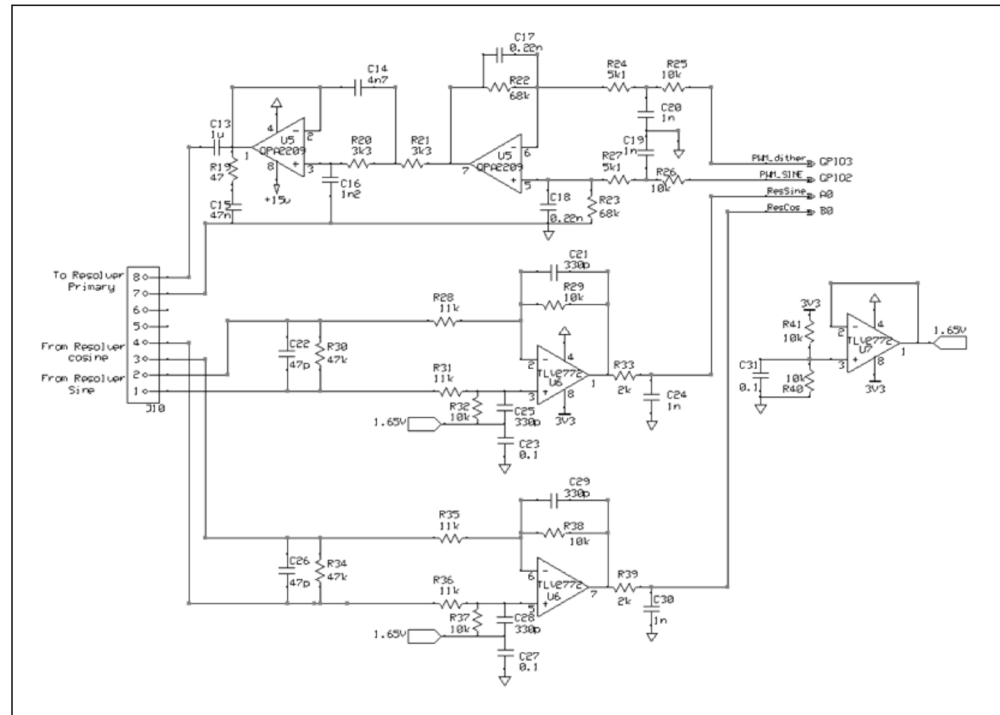 C17
0.22n
R22
68k
C14
4n7
R24
5k1
R25
10k
C20
1n
C19
1n
C13
1u
4
2
1
U5
OPA2209
8
3
+15v
R19
47
C15
47n
R20
3k3
R21
3k3
C16
1n2
6
7
U5
OPA2209
5
R27
5k1
R26
10k
C18
0.22n
R23
68k
PWM_dither
GPIO3
PWM_SINE
GPIO2
ResSine
A0
ResCos
B0
To Resolver
Primary
From Resolver
cosine
From Resolver
Sine
8
7
6
5
4
3
2
1
J10
C21
330p
R29
10k
R28
11k
C22
47p
R30
47k
R31
11k
R32
10k
C25
330p
C23
0.1
1.65V
2
4
TLV2772
U6
1
3
8
3V3
R33
2k
C24
1n
3V3
R41
10k
C31
0.1
10k
R40
2
4
TLV2772
U7
1
3
8
3V3
1.65V
C29
330p
R38
10k
R35
11k
C26
47p
R34
47k
R36
11k
R37
10k
C28
330p
C27
0.1
1.65V
6
TLV2772
U6
7
5
R39
2k
C30
1n